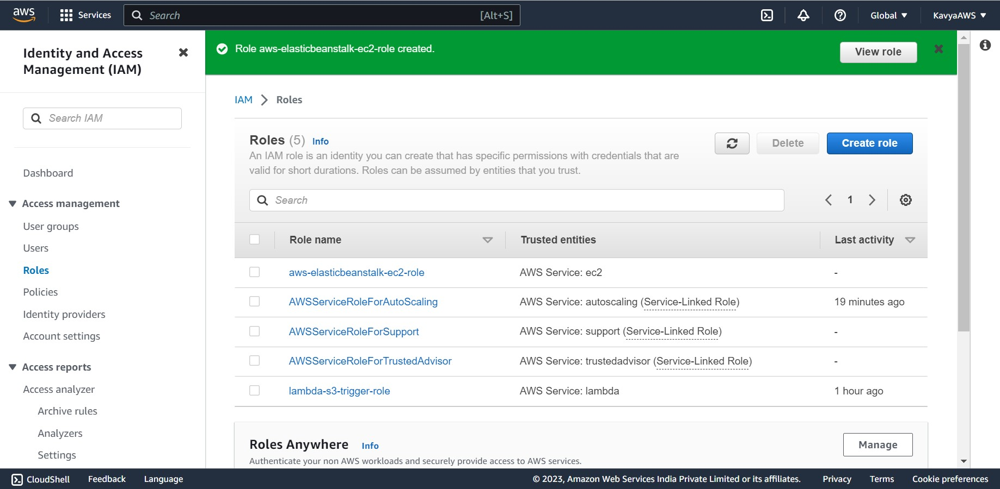 aws
Services
Search
[Alt+S]
Global
KavyaAWS
Identity and Access
Management (IAM)
Search IAM
Dashboard
Access management
User groups
Users
Roles
Policies
Identity providers
Account settings
Access reports
Access analyzer
Archive rules
Analyzers
Settings
Role aws-elasticbeanstalk-ec2-role created.
View role
IAM
Roles
Roles (5) Info
An IAM role is an identity you can create that has specific permissions with credentials that are
valid for short durations. Roles can be assumed by entities that you trust.
Delete
Create role
Search
1
Role name Trusted entities Last activity
aws-elasticbeanstalk-ec2-role AWS Service: ec2 -
AWSServiceRoleForAutoScaling AWS Service: autoscaling (Service-Linked Role) 19 minutes ago
AWSServiceRoleForSupport AWS Service: support (Service-Linked Role) -
AWSServiceRoleForTrustedAdvisor AWS Service: trustedadvisor (Service-Linked Role) -
lambda-s3-trigger-role AWS Service: lambda 1 hour ago
Roles Anywhere Info
Manage
Authenticate your non AWS workloads and securely provide access to AWS services.
CloudShell Feedback Language © 2023, Amazon Web Services India Private Limited or its affiliates. Privacy Terms Cookie preferences